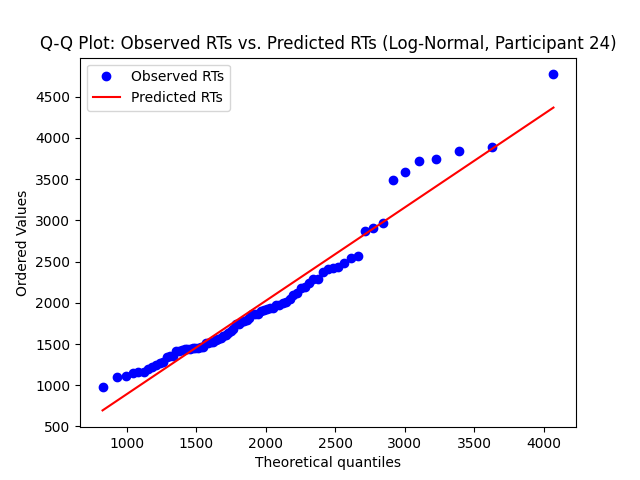 Q-Q Plot: Observed RTs vs. Predicted RTs (Log-Normal, Participant 24)
Observed RTs
Predicted RTs
Ordered Values
4500
4000
3500
3000
2500
2000
1500
1000
500
1000 1500 2000 2500 3000 3500 4000
Theoretical quantiles